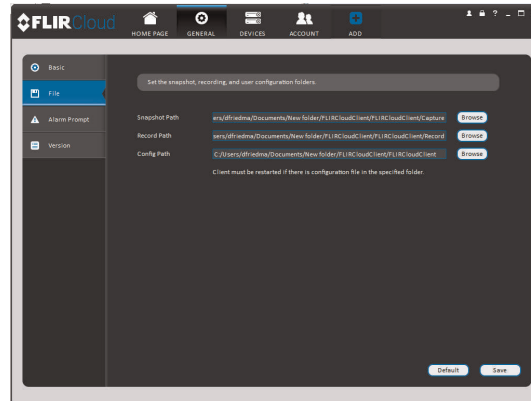 FLIRCloud
HOME PAGE
GENERAL
DEVICES
ACCOUNT
ADD
?
Basic
File
Alarm Prompt
Version
Set the snapshot, recording, and user configuration folders.
Snapshot Path ers/dfriedma/Documents/New folder/FLIRCloudClient/FLIRCloudClient/Capture Browse
Record Path sers/dfriedma/Documents/New folder/FLIRCloudClient/FLIRCloudClient/Record Browse
Config Path C:/Users/dfriedma/Documents/New folder/FLIRCloudClient/FLIRCloudClient Browse
Client must be restarted if there is configuration file in the specified folder.
Default Save